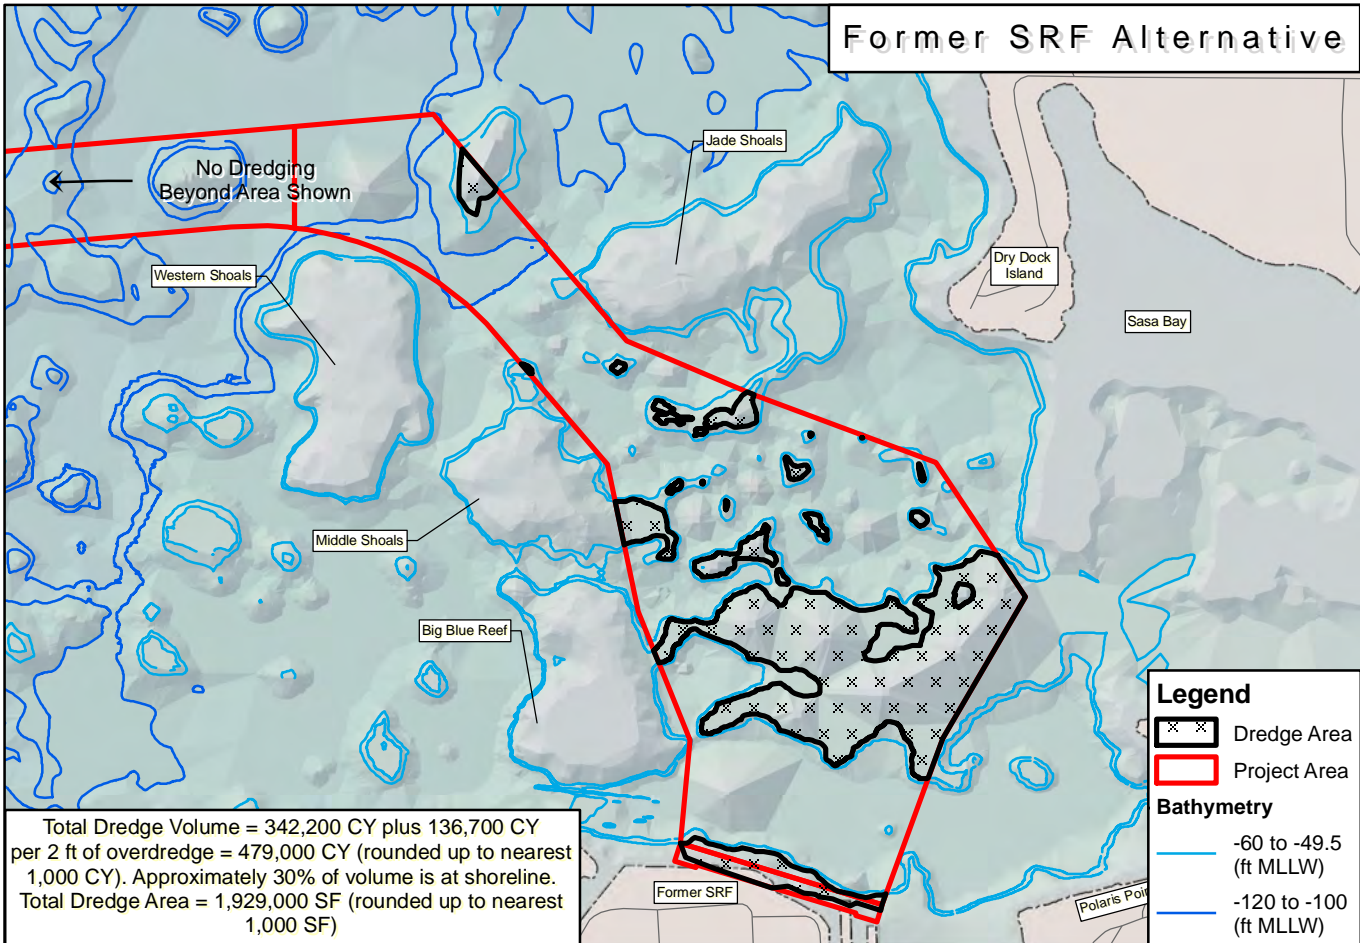 Former SRF Alternative
Jade Shoals
No Dredging
Beyond Area Shown
Western Shoals
Dry Dock
Island
Sasa Bay
Middle Shoals
Big Blue Reef
Legend
Dredge Area
Project Area
Bathymetry
-60 to -49.5
(ft MLLW)
-120 to -100
(ft MLLW)
Total Dredge Volume = 342,200 CY plus 136,700 CY
per 2 ft of overdredge = 479,000 CY (rounded up to nearest
1,000 CY). Approximately 30% of volume is at shoreline.
Total Dredge Area = 1,929,000 SF (rounded up to nearest
1,000 SF)
Former SRF
Polaris Poin